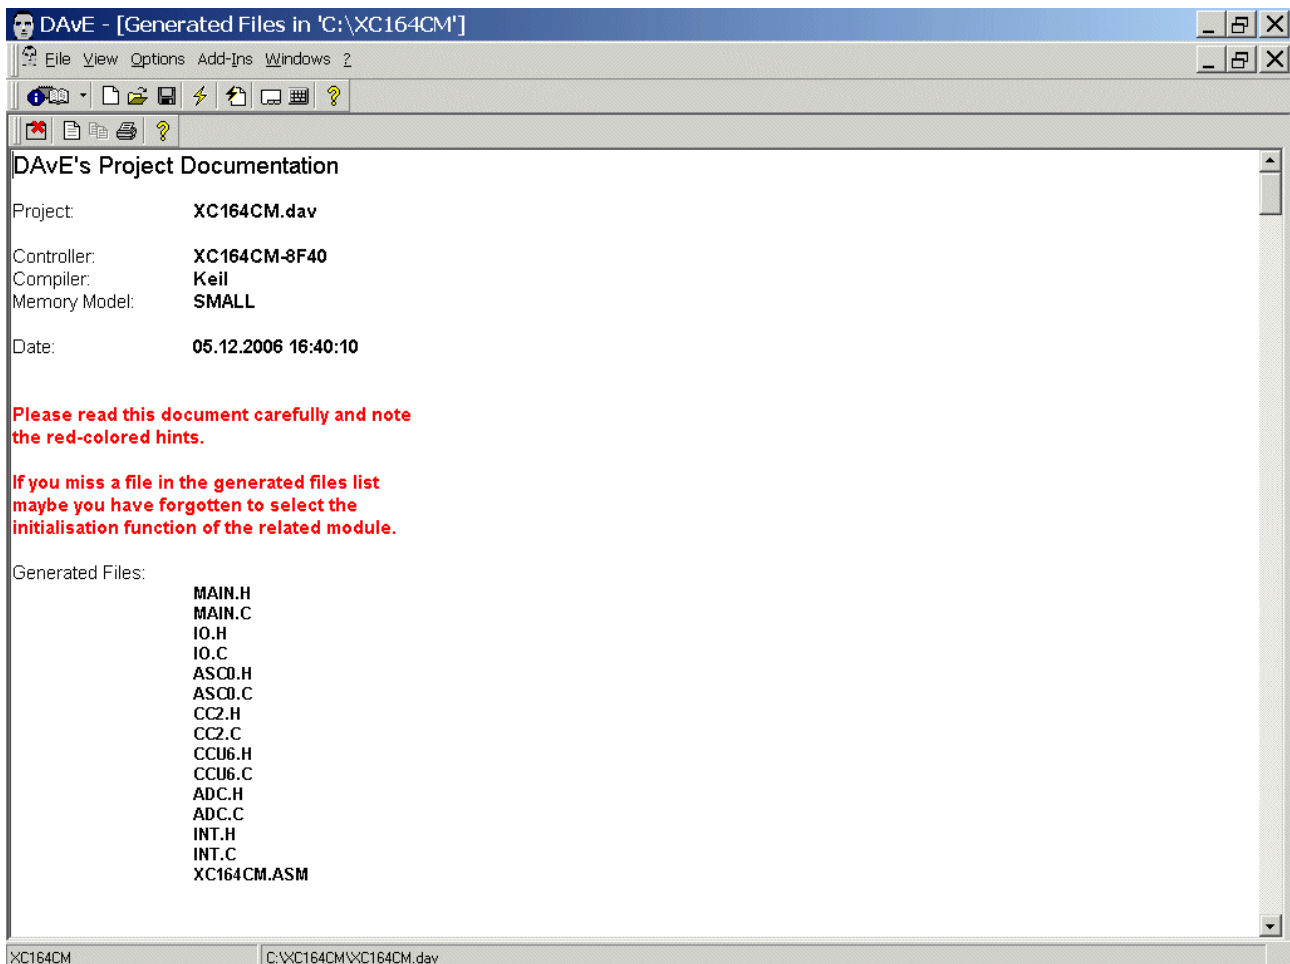 DAvE - [Generated Files in 'C:\XC164CM']
File View Options Add-Ins Windows ?
DAvE's Project Documentation
Project: XC164CM.dav
Controller: XC164CM-8F40
Compiler: Keil
Memory Model: SMALL
Date: 05.12.2006 16:40:10
Please read this document carefully and note
the red-colored hints.
If you miss a file in the generated files list
maybe you have forgotten to select the
initialisation function of the related module.
Generated Files:
MAIN.H
MAIN.C
IO.H
IO.C
ASC0.H
ASC0.C
CC2.H
CC2.C
CCU6.H
CCU6.C
ADC.H
ADC.C
INT.H
INT.C
XC164CM.ASM
XC164CM C:\XC164CM\XC164CM.dav